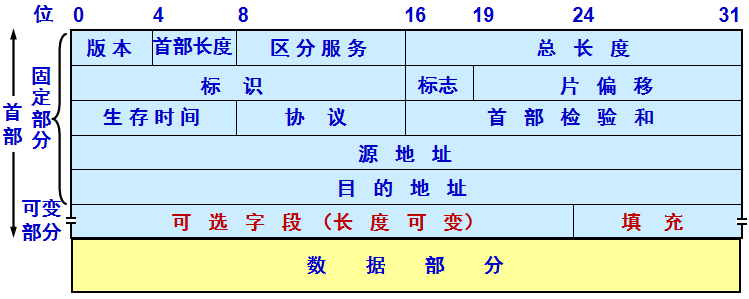 位 0 4 8 16 19 24 31
版本 首部长度 区分服务 总长度
标识 标志 片偏移
生存时间 协议 首部检验和
源地址
目的地址
可选字段（长度可变） 填充
数据部分
首部
固定部分
可变部分